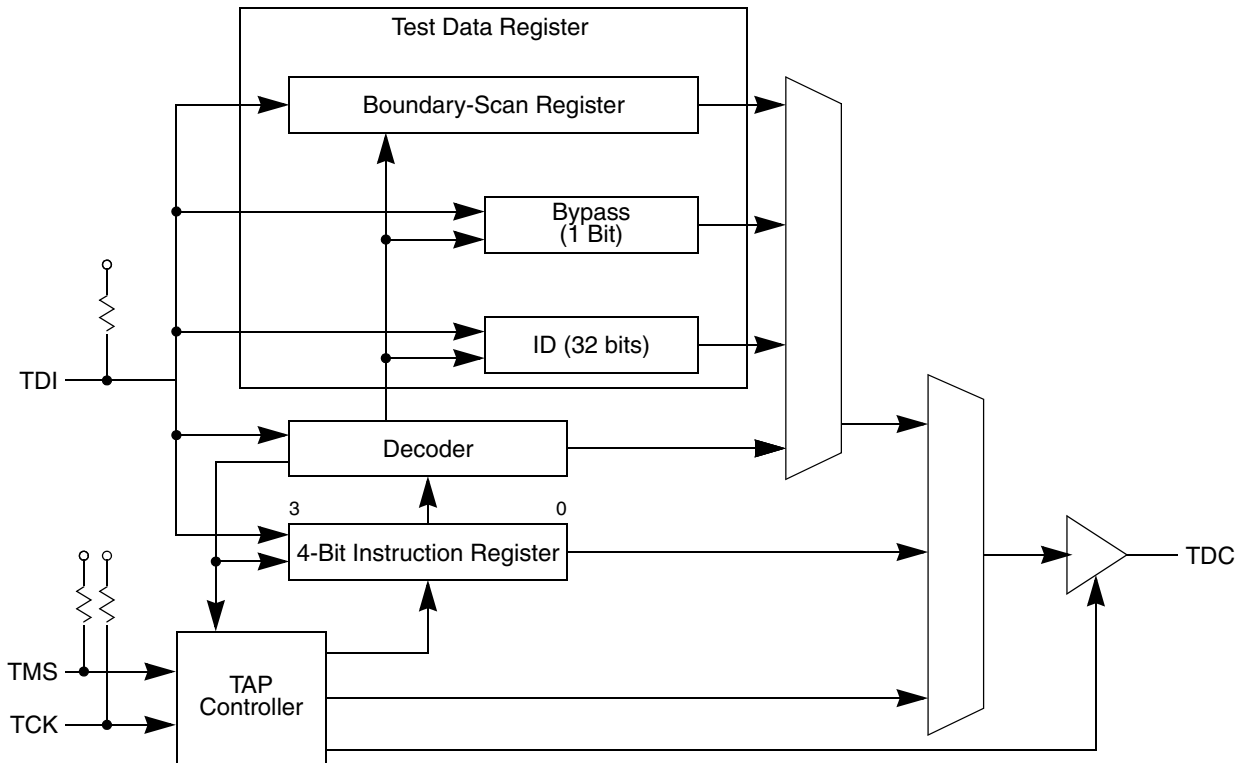 Test Data Register
Boundary-Scan Register
Bypass
(1 Bit)
ID (32 bits)
TDI
Decoder
3
0
4-Bit Instruction Register
TDC
TMS
TAP
Controller
TCK